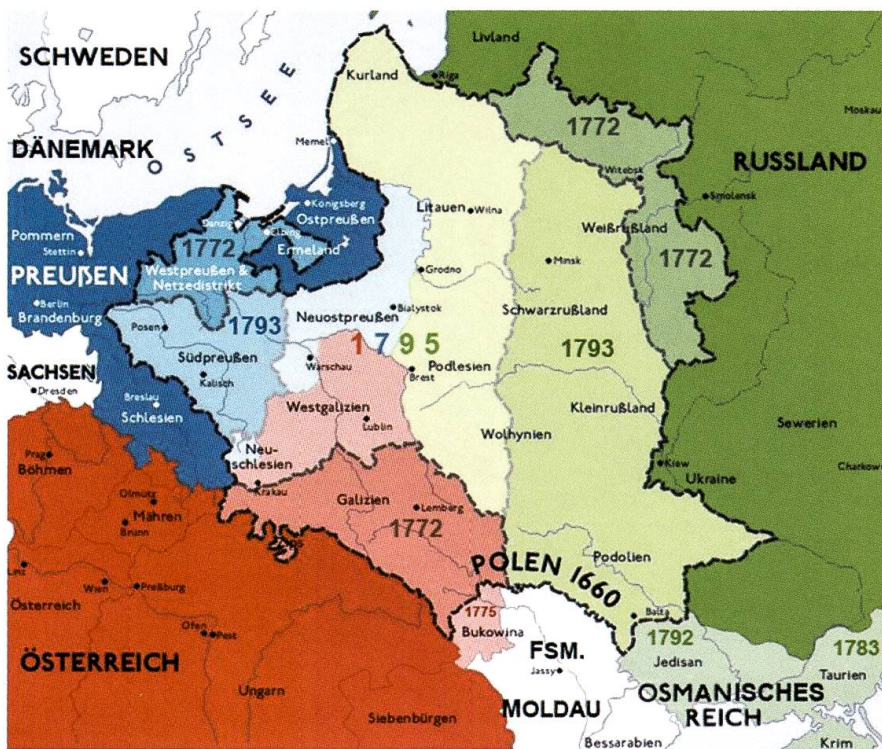 SCHWEDEN
Livland
Kurland
Riga
Moskau
OSTSEE
1772
DÄNEMARK
Memel
Witebsk
RUSSLAND
Königsberg
Ostpreußen
Litauen
Wilna
Smolensk
Danzig
Elbing
Weißrußland
Pommern
Stettin
1772
Ermeland
1772
PREUßEN
Westpreußen &
Netzedistrikt
Grodno
Minsk
Berlin
Brandenburg
Posen
1793
Neuostpreußen
Bialystok
Schwarzrußland
Südpreußen
1795
1793
SACHSEN
Warschau
Brest
Podlesien
Dresden
Kalisch
Breslau
Schlesien
Westgalizien
Lublin
Kleinrußland
Wolhynien
Sewerien
Neu-
schlesien
Prag
Böhmen
Krakau
Kiew
Ukraine
Charkow
Olmütz
Mähren
Brünn
Galizien
Lemberg
1772
Podolien
POLEN 1660
Linz
Wien
Preßburg
Österreich
1775
Bukowina
Balta
Ofen
Pest
1792
Jedisan
1783
Taurien
ÖSTERREICH
FSM.
MOLDAU
Jassy
OSMANISCHES
REICH
Ungarn
Siebenbürgen
Bessarabien
Krim